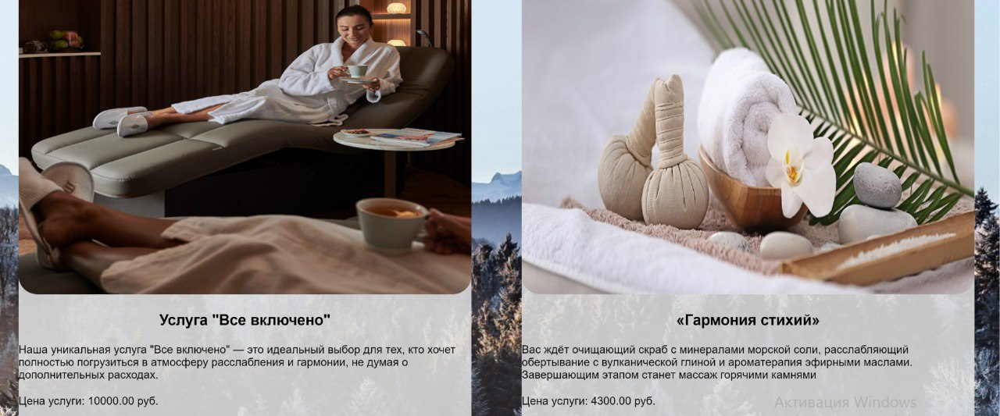 Услуга "Все включено"
Наша уникальная услуга "Все включено" — это идеальный выбор для тех, кто хочет
полностью погрузиться в атмосферу расслабления и гармонии, не думая о
дополнительных расходах.
Цена услуги: 10000.00 руб.
«Гармония стихий»
Вас ждёт очищающий скраб с минералами морской соли, расслабляющий
обертывание с вулканической глиной и ароматерапия эфирными маслами.
Завершающим этапом станет массаж горячими камнями
Цена услуги: 4300.00 руб.
Активация Windows